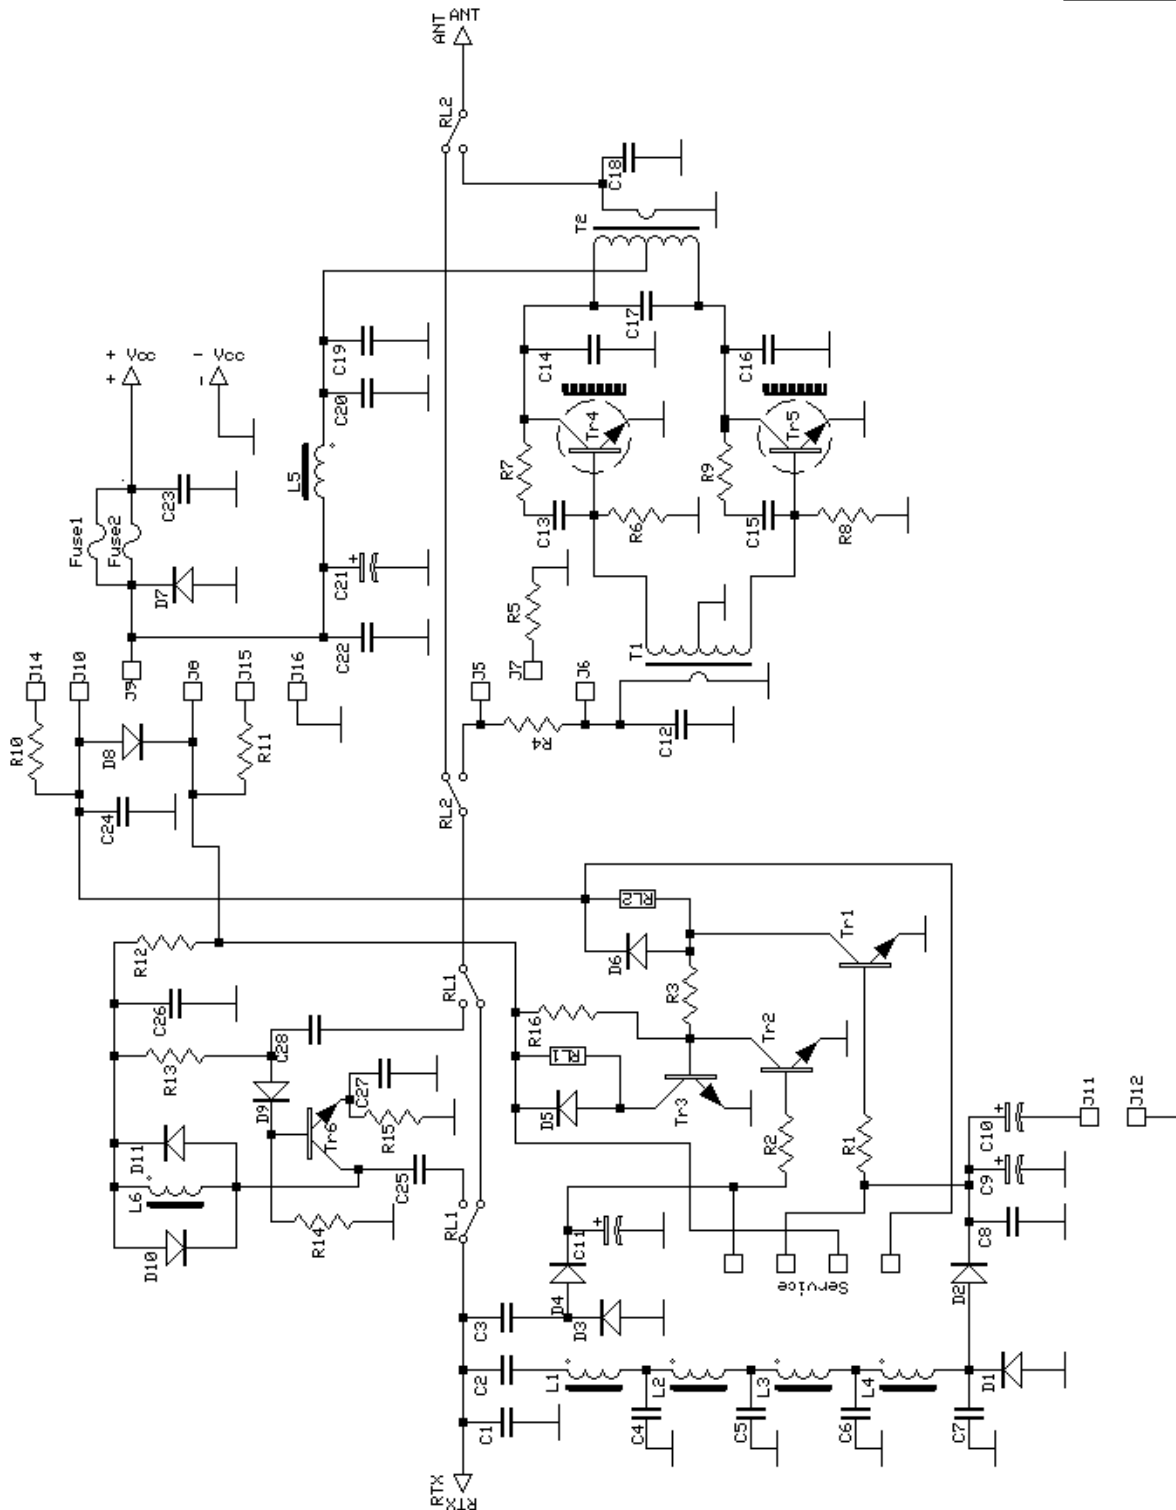 ANT
ANT
RL2
C18
T2
C17
C19
C20
C14
C16
+ Vcc
+
- Vcc
-
L5
Tr4
Tr5
R7
R9
C23
Fuse1
Fuse2
C13
R6
C15
R8
D7
C21
R5
C22
J14
J10
J9
J8
J15
J16
J5
J7
J6
T1
R10
D8
R11
R4
C12
C24
RL2
RL2
Tr1
R12
D6
RL1
R3
C26
R16
Tr2
C28
R13
RL1
D9
C27
D5
Tr3
Tr6
R15
R2
R1
C10
J11
J12
D11
C25
C9
L6
RL1
R14
C11
C8
D10
Service
D4
D2
C3
D3
C2
L1
L2
L3
L4
D1
C1
C4
C5
C6
C7
RTX
RTX